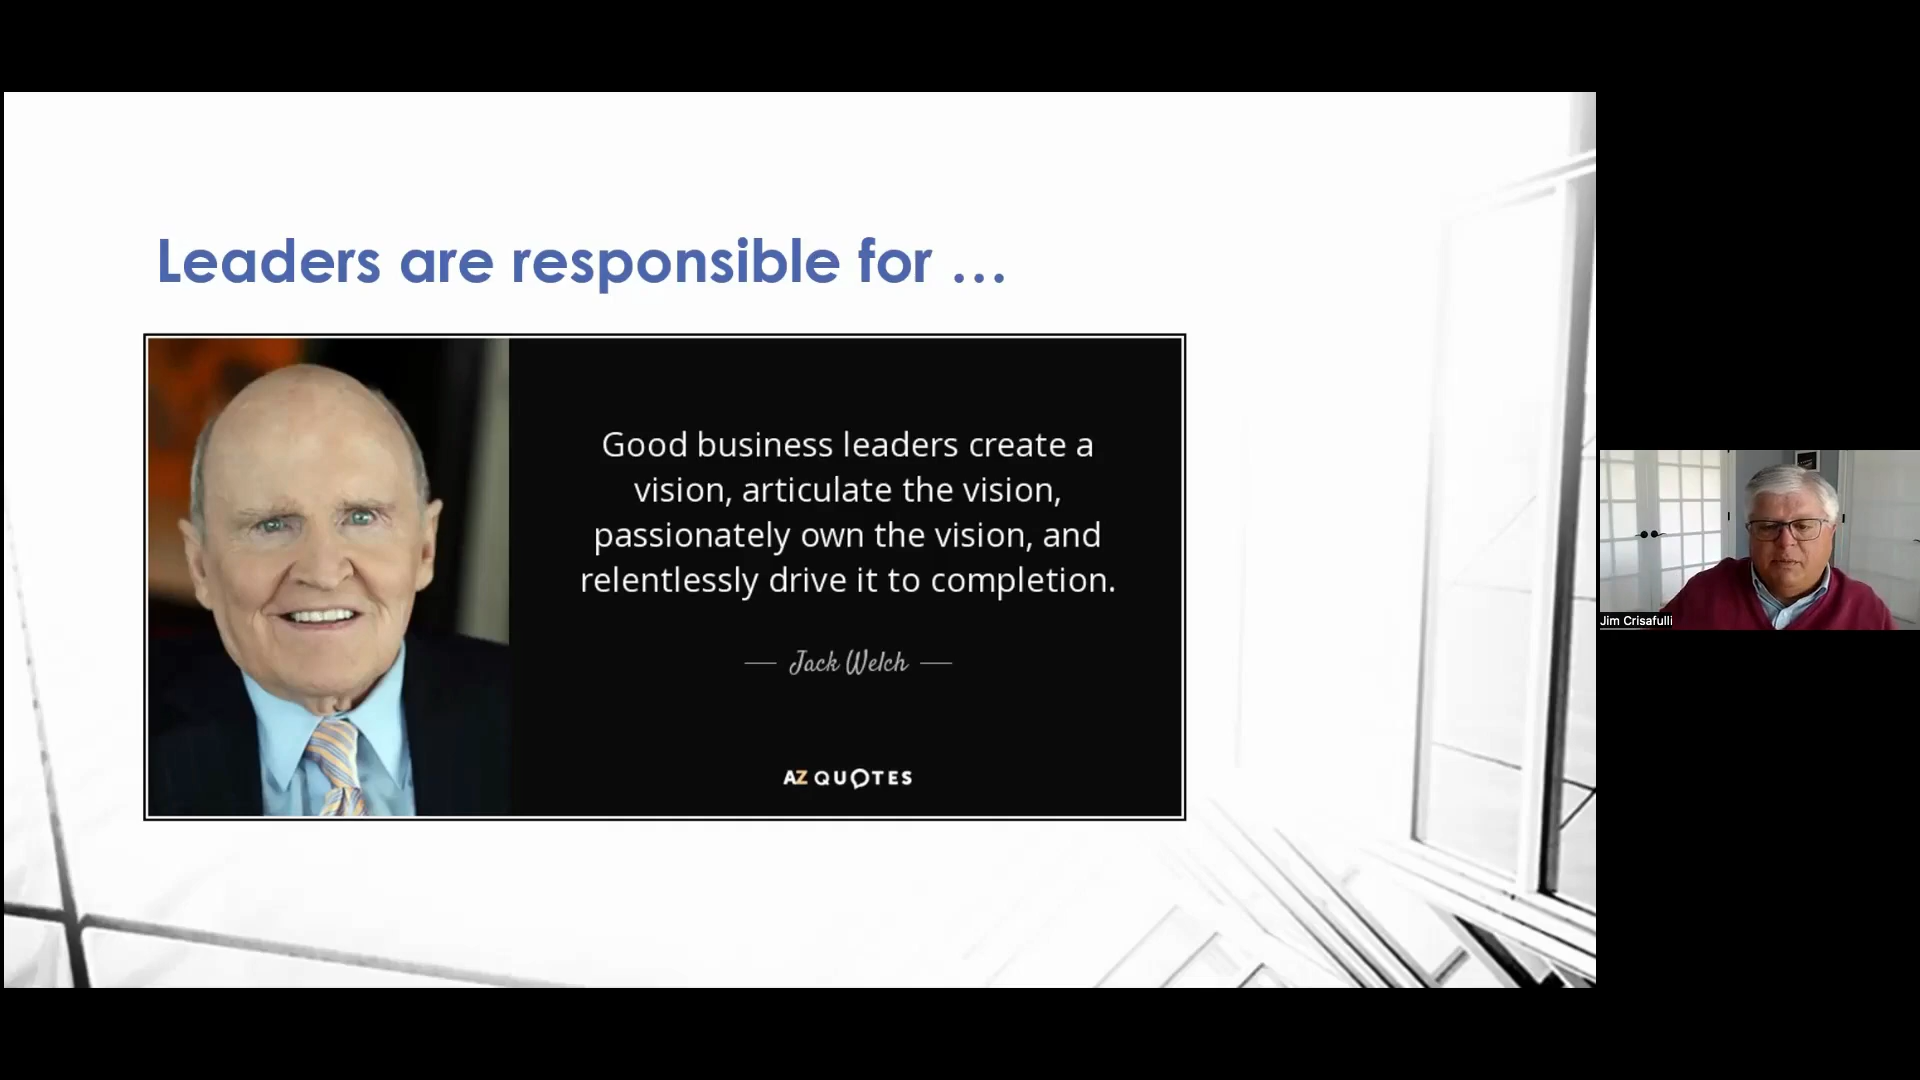 Leaders are responsible for …
Good business leaders create a
vision, articulate the vision,
passionately own the vision, and
relentlessly drive it to completion.
Jack Welch
AZ QUOTES
Jim Crisafulli